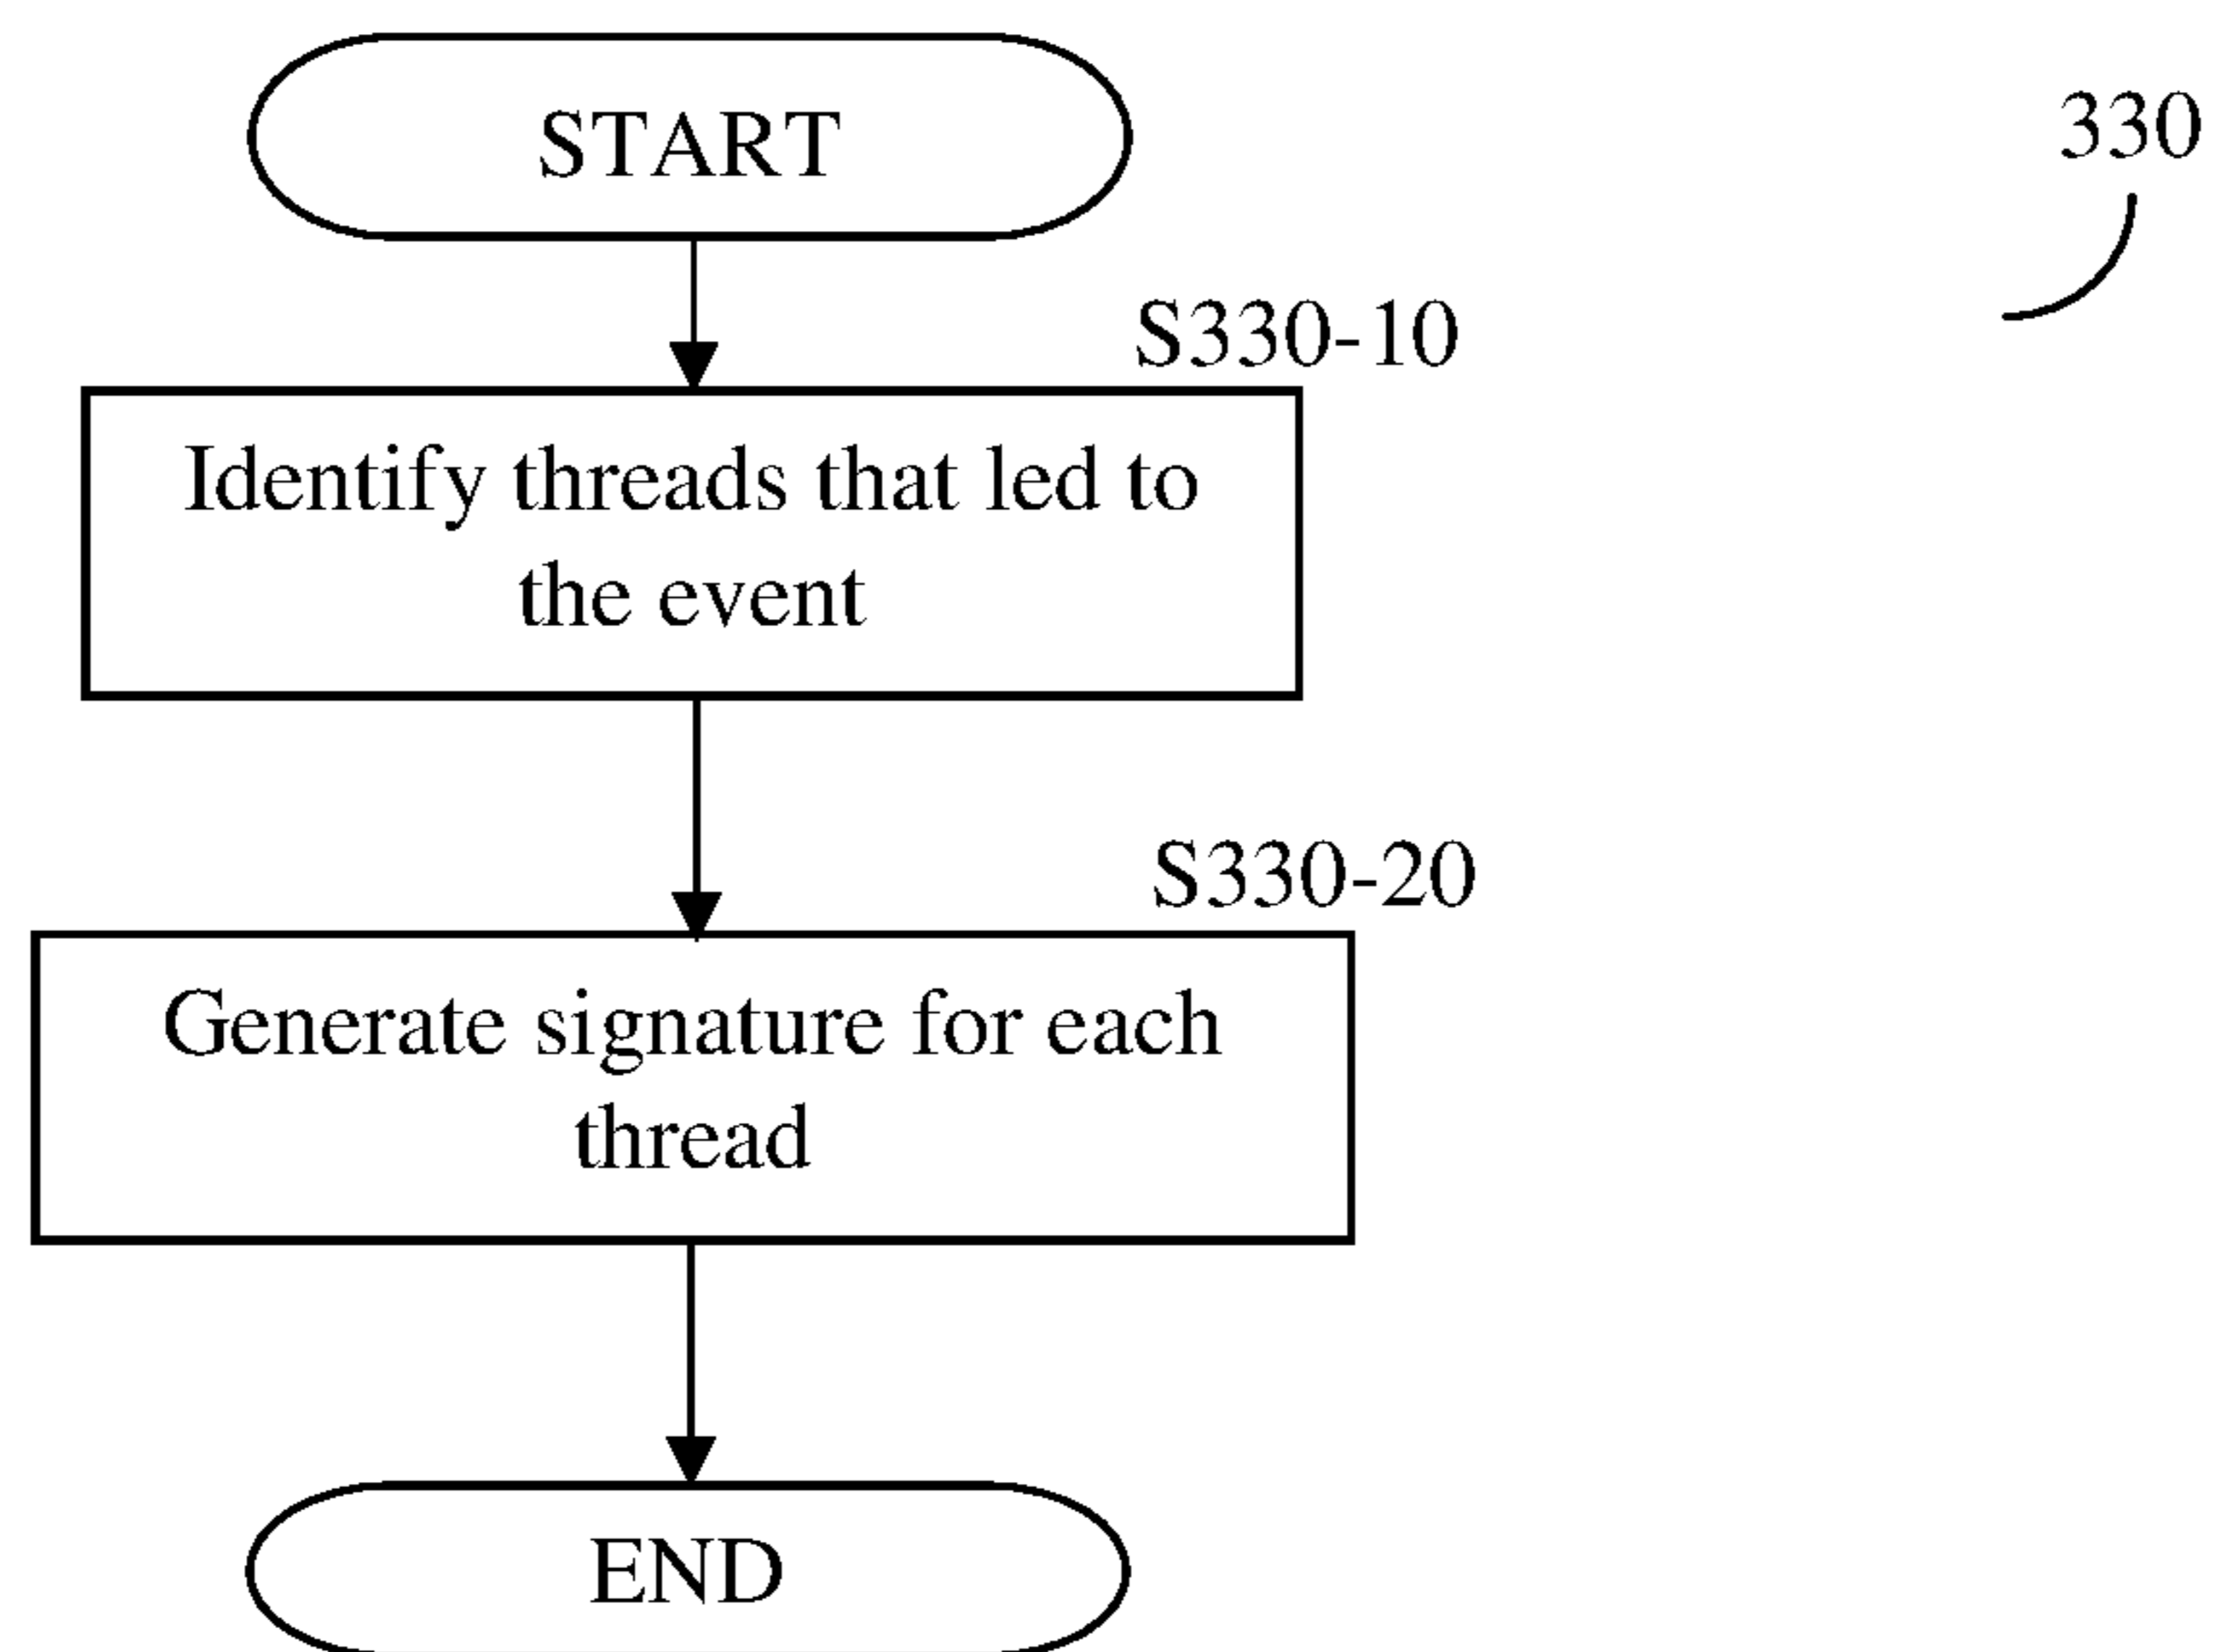 START
330
S330-10
Identify threads that led to
the event
S330-20
Generate signature for each
thread
END